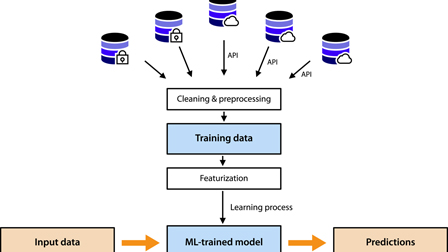 API
API
API
Cleaning & preprocessing
Training data
Featurization
Learning process
Input data
ML-trained model
Predictions